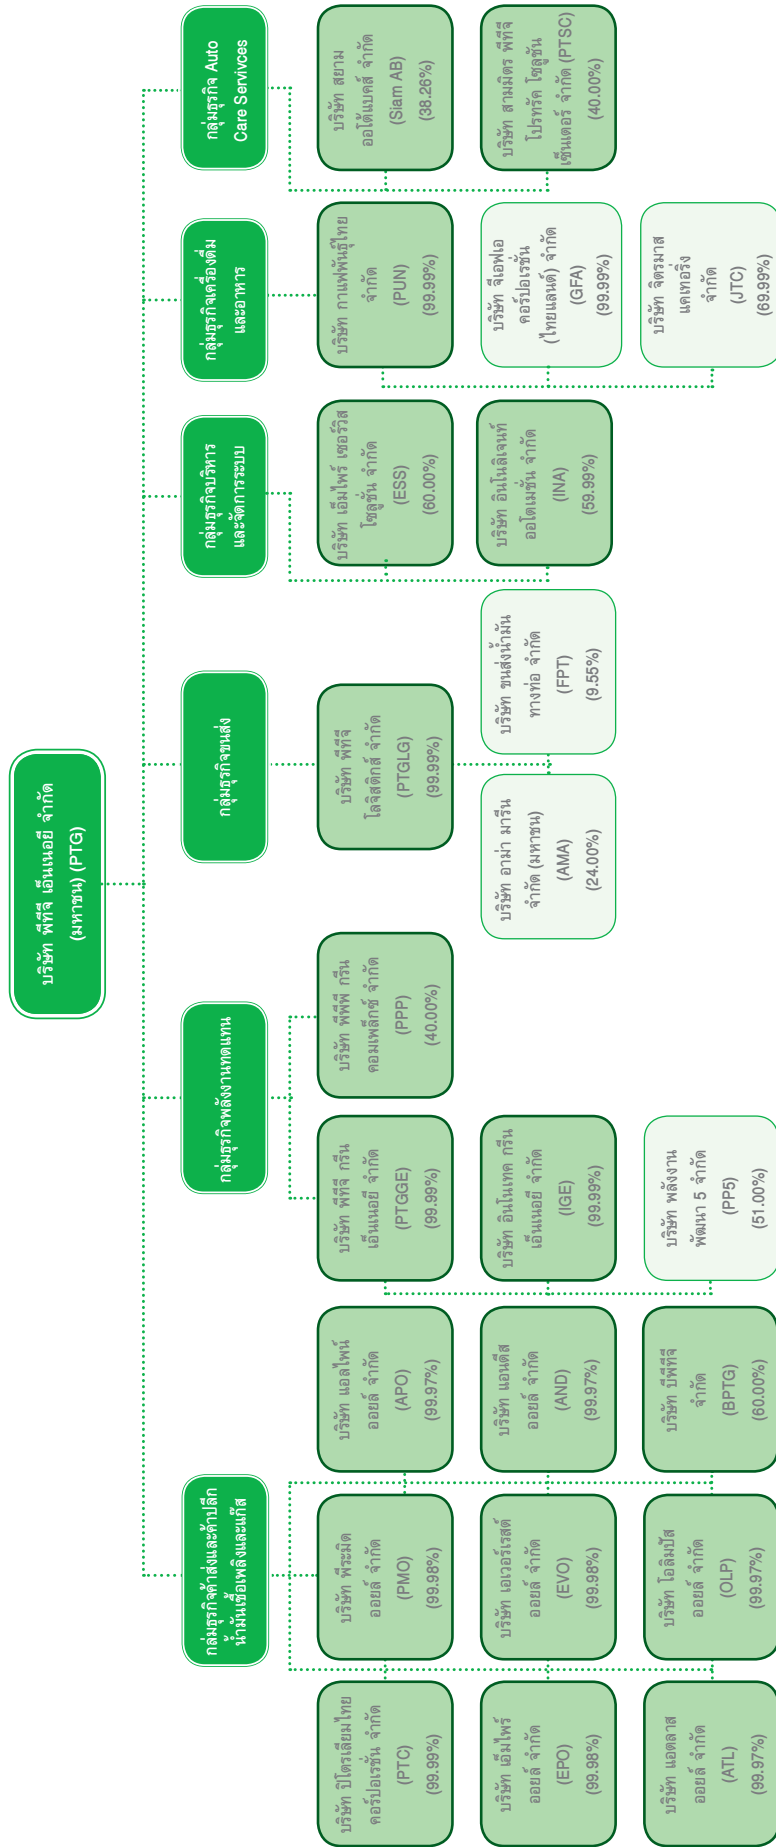 บริษัท พีทีจี เอ็นเนอยี จำกัด
(มหาชน) (PTG)
กลุ่มธุรกิจค้าส่งและค้าปลีก
น้ำมันเชื้อเพลิงและแก๊ส
บริษัท ปิโตรเลียมไทย
คอร์ปอเรชั่น จำกัด
(PTC)
(99.99%)
บริษัท พีระมิด
ออยล์ จำกัด
(PMO)
(99.98%)
บริษัท แอลไพน์
ออยล์ จำกัด
(APO)
(99.97%)
บริษัท เอ็มไพร์
ออยล์ จำกัด
(EPO)
(99.98%)
บริษัท เอเวอร์เรสต์
ออยล์ จำกัด
(EVO)
(99.98%)
บริษัท แอนดีส
ออยล์ จำกัด
(AND)
(99.97%)
บริษัท แอตลาส
ออยล์ จำกัด
(ATL)
(99.97%)
บริษัท โอลิมปัส
ออยล์ จำกัด
(OLP)
(99.97%)
บริษัท บีพีทีจี
จำกัด
(BPTG)
(60.00%)
กลุ่มธุรกิจพลังงานทดแทน
บริษัท พีทีจี กรีน
เอ็นเนอยี จำกัด
(PTGGE)
(99.99%)
บริษัท พีพีพี กรีน
คอมเพล็กซ์ จำกัด
(PPP)
(40.00%)
บริษัท อินโนเทค กรีน
เอ็นเนอยี จำกัด
(IGE)
(99.99%)
บริษัท พลังงาน
พัฒนา 5 จำกัด
(PP5)
(51.00%)
กลุ่มธุรกิจขนส่ง
บริษัท พีทีจี
โลจิสติกส์ จำกัด
(PTGLG)
(99.99%)
บริษัท อาม่า มารีน
จำกัด (มหาชน)
(AMA)
(24.00%)
บริษัท ขนส่งน้ำมัน
ทางท่อ จำกัด
(FPT)
(9.55%)
กลุ่มธุรกิจบริหาร
และจัดการระบบ
บริษัท เอ็มไพร์ เซอร์วิส
โซลูชั่น จำกัด
(ESS)
(60.00%)
บริษัท อินโนลิเจนท์
ออโตเมชั่น จำกัด
(INA)
(59.99%)
กลุ่มธุรกิจเครื่องดื่ม
และอาหาร
บริษัท กาแฟพันธุ์ไทย
จำกัด
(PUN)
(99.99%)
บริษัท จีเอฟเอ
คอร์ปอเรชั่น
(ไทยแลนด์) จำกัด
(GFA)
(99.99%)
บริษัท จิตรมาส
แคเทอริ่ง
จำกัด
(JTC)
(69.99%)
กลุ่มธุรกิจ Auto
Care Servivces
บริษัท สยาม
ออโต้แบคส์ จำกัด
(Siam AB)
(38.26%)
บริษัท สามมิตร พีทีจี
โปรทรัค โซลูชั่น
เซ็นเตอร์ จำกัด (PTSC)
(40.00%)